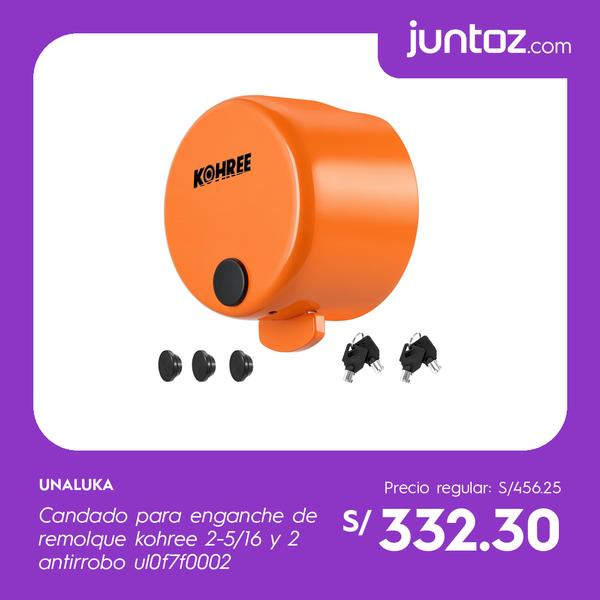 juntoz.com
KOHREE
UNALUKA
Candado para enganche de
remolque kohree 2-5/16 y 2
antirrobo ul0f7f0002
Precio regular: S/456.25
S/ 332.30